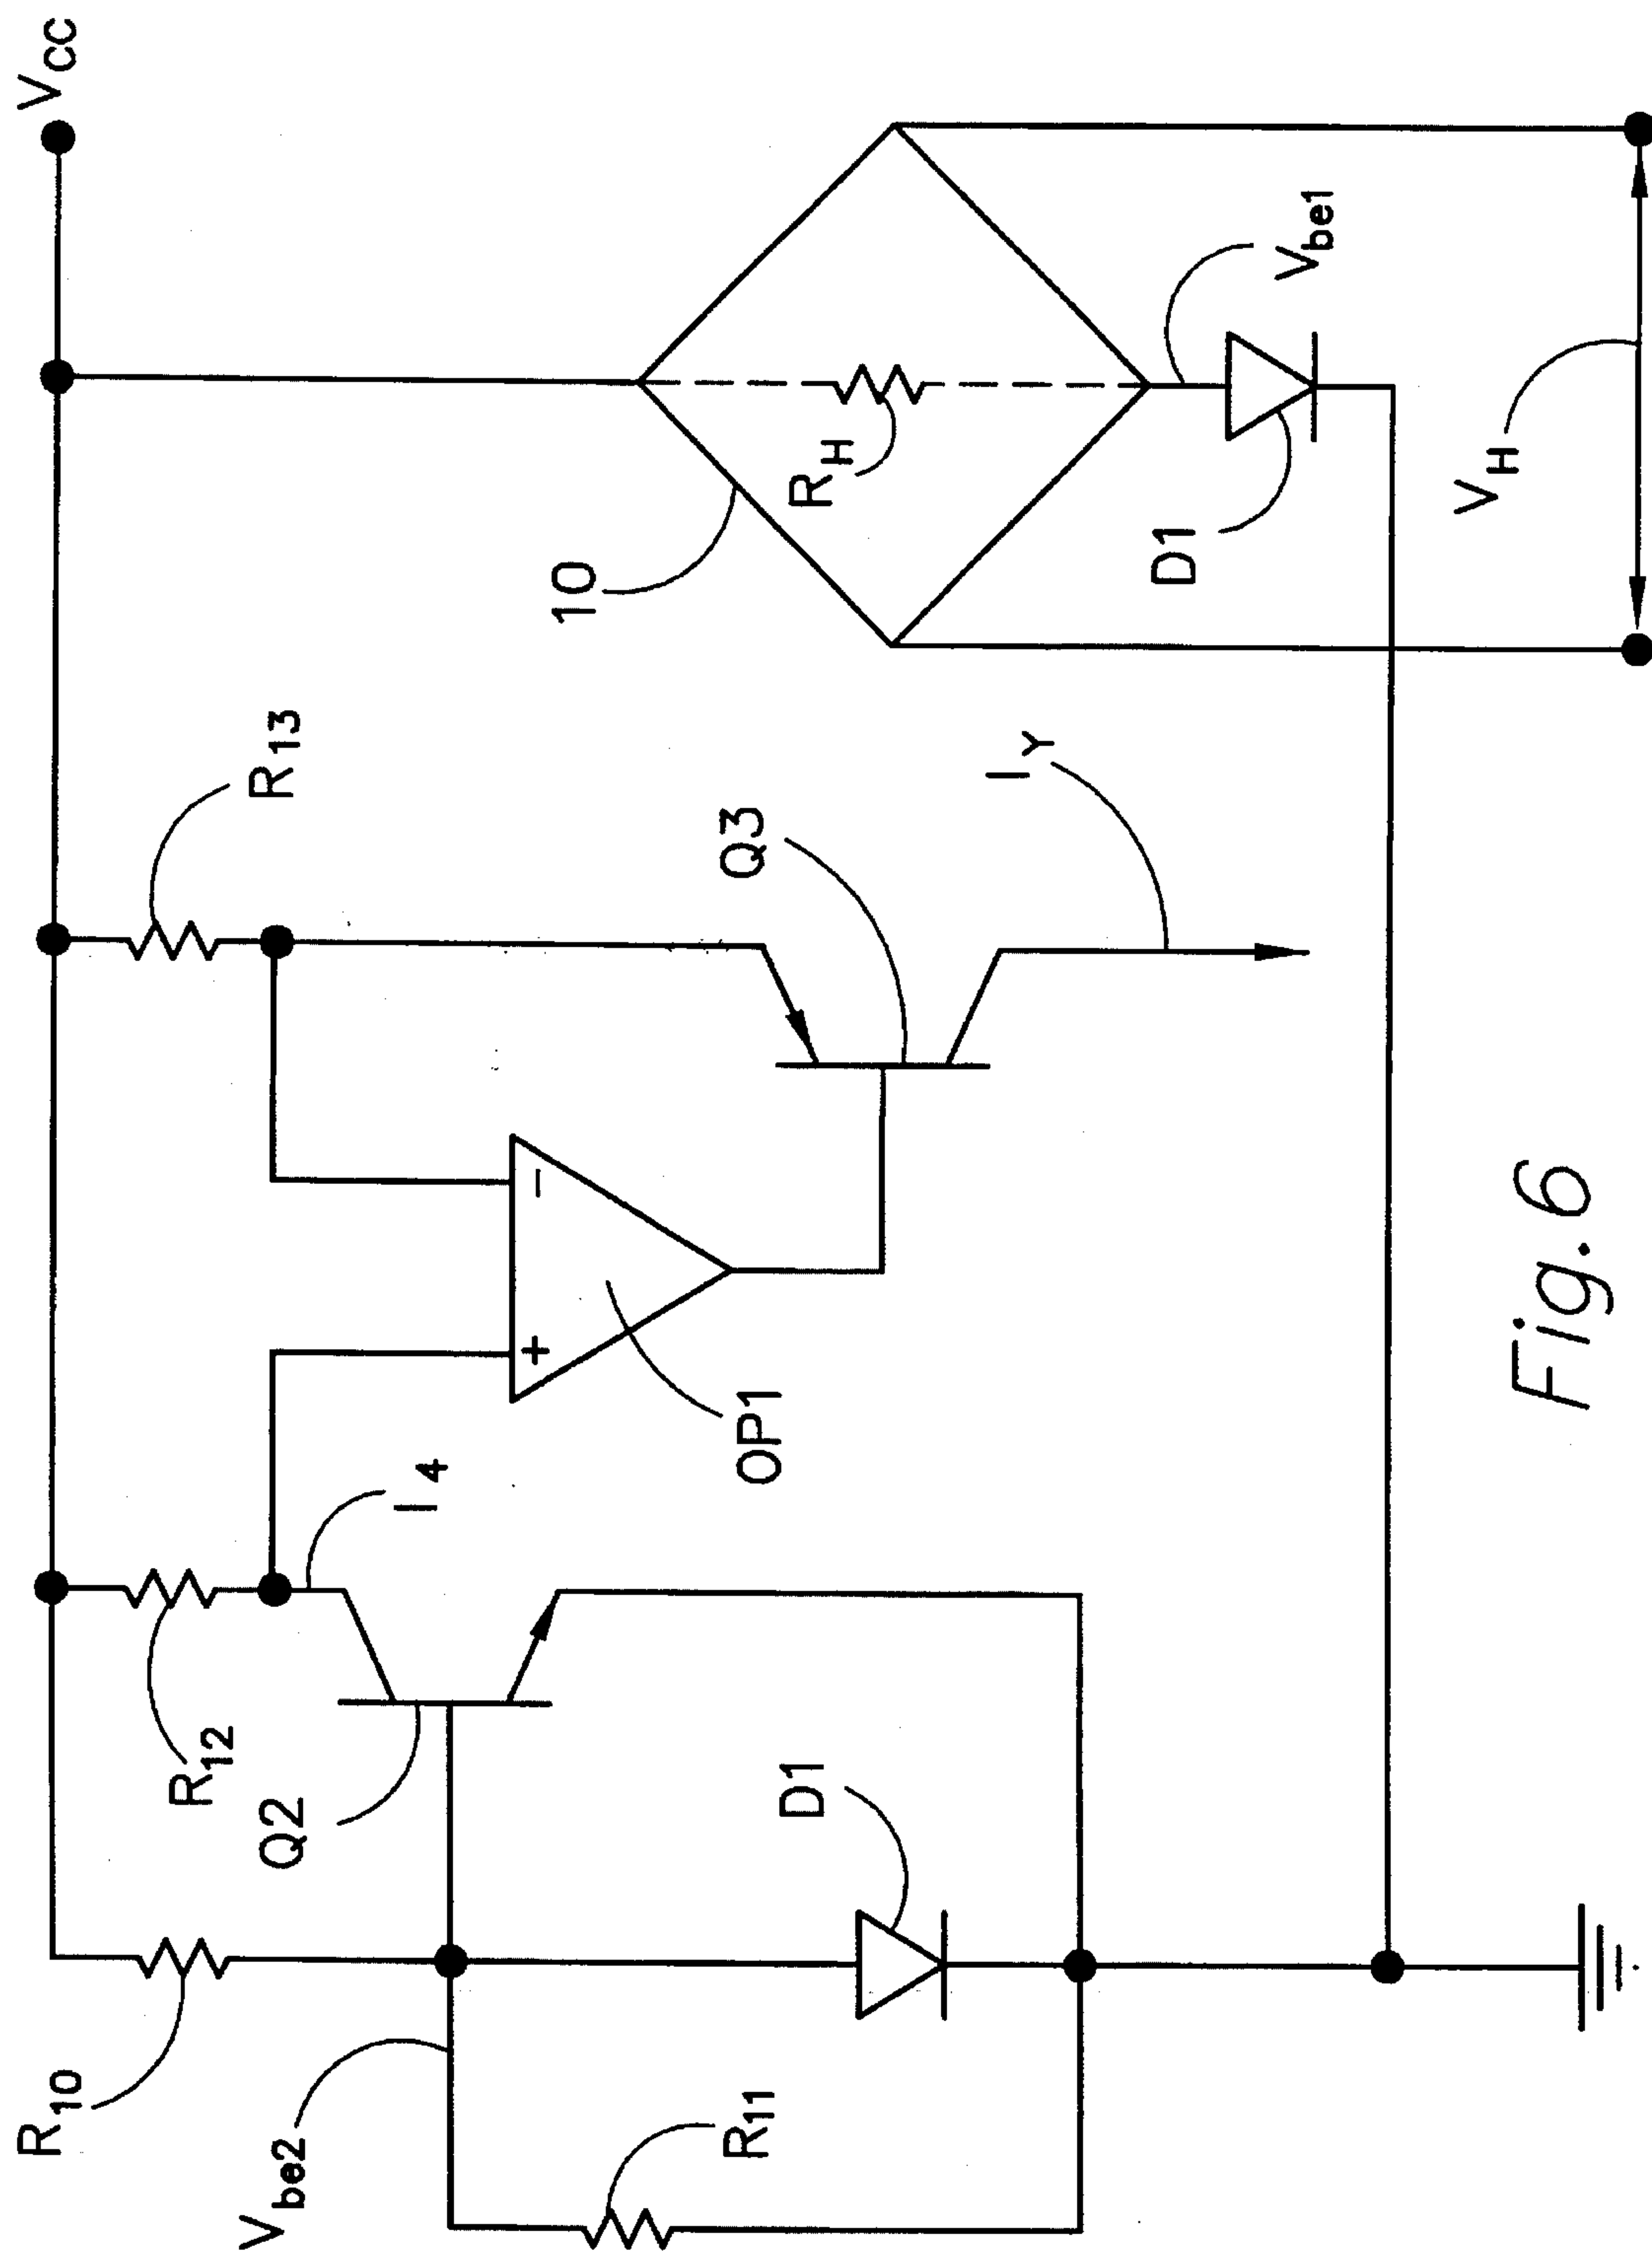 V_CC
R_10
R_12
R_13
V_be2
Q2
I_4
10
R_H
Q3
+
−
OP1
R_11
D1
I_Y
D1
V_be1
V_H
Fig. 6